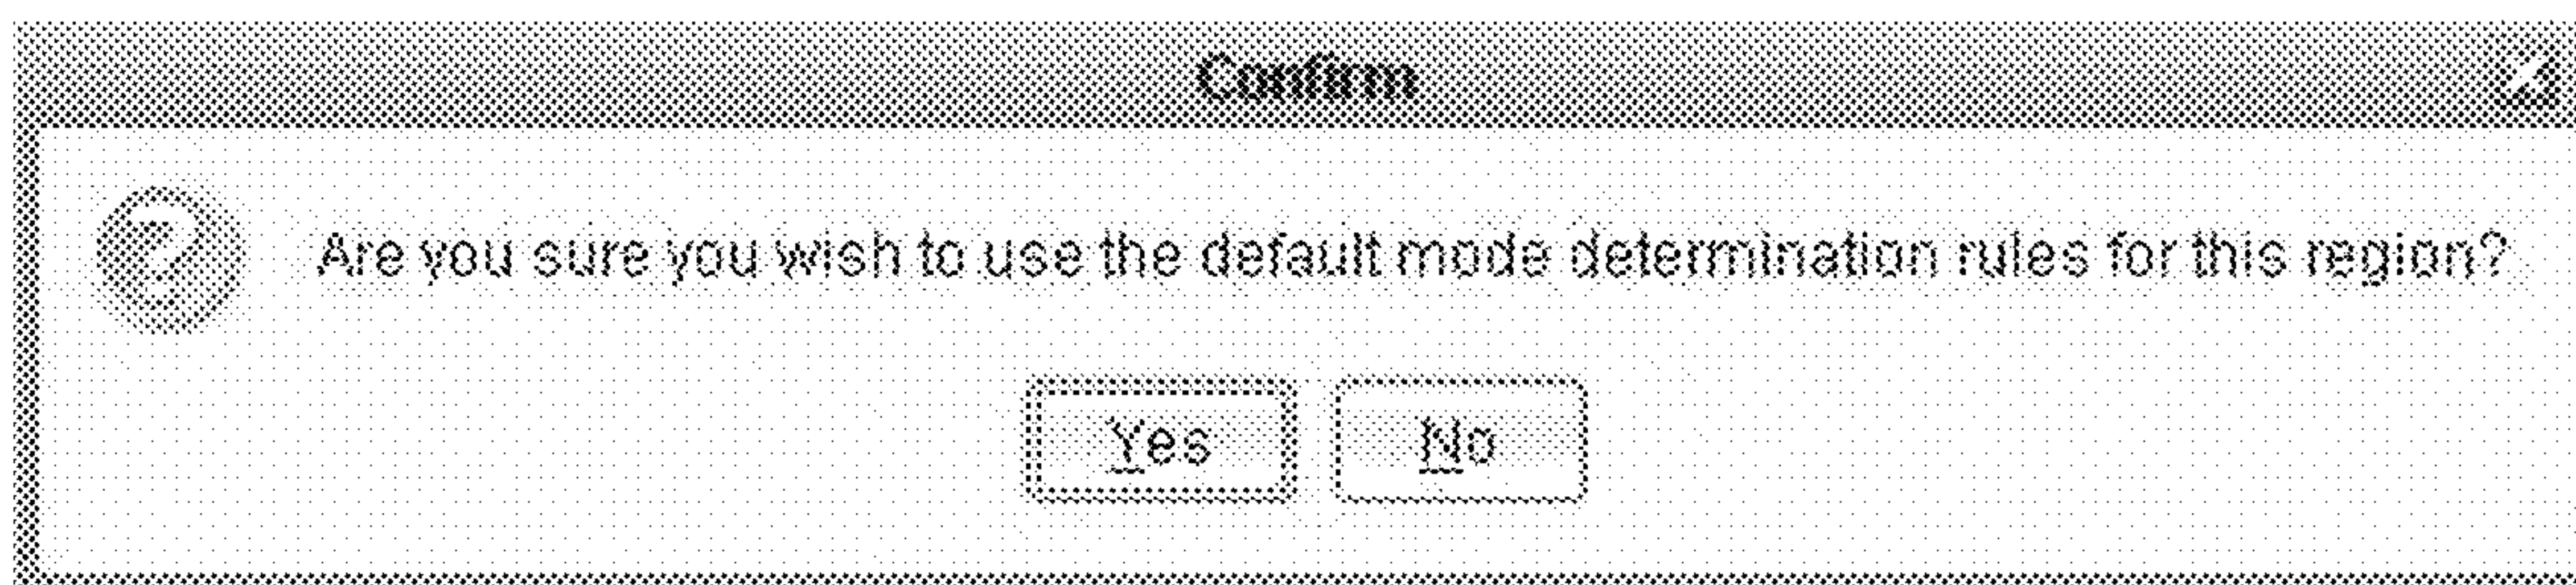 Confirm
Are you sure you wish to use the default mode determination rules for this region?
Yes No